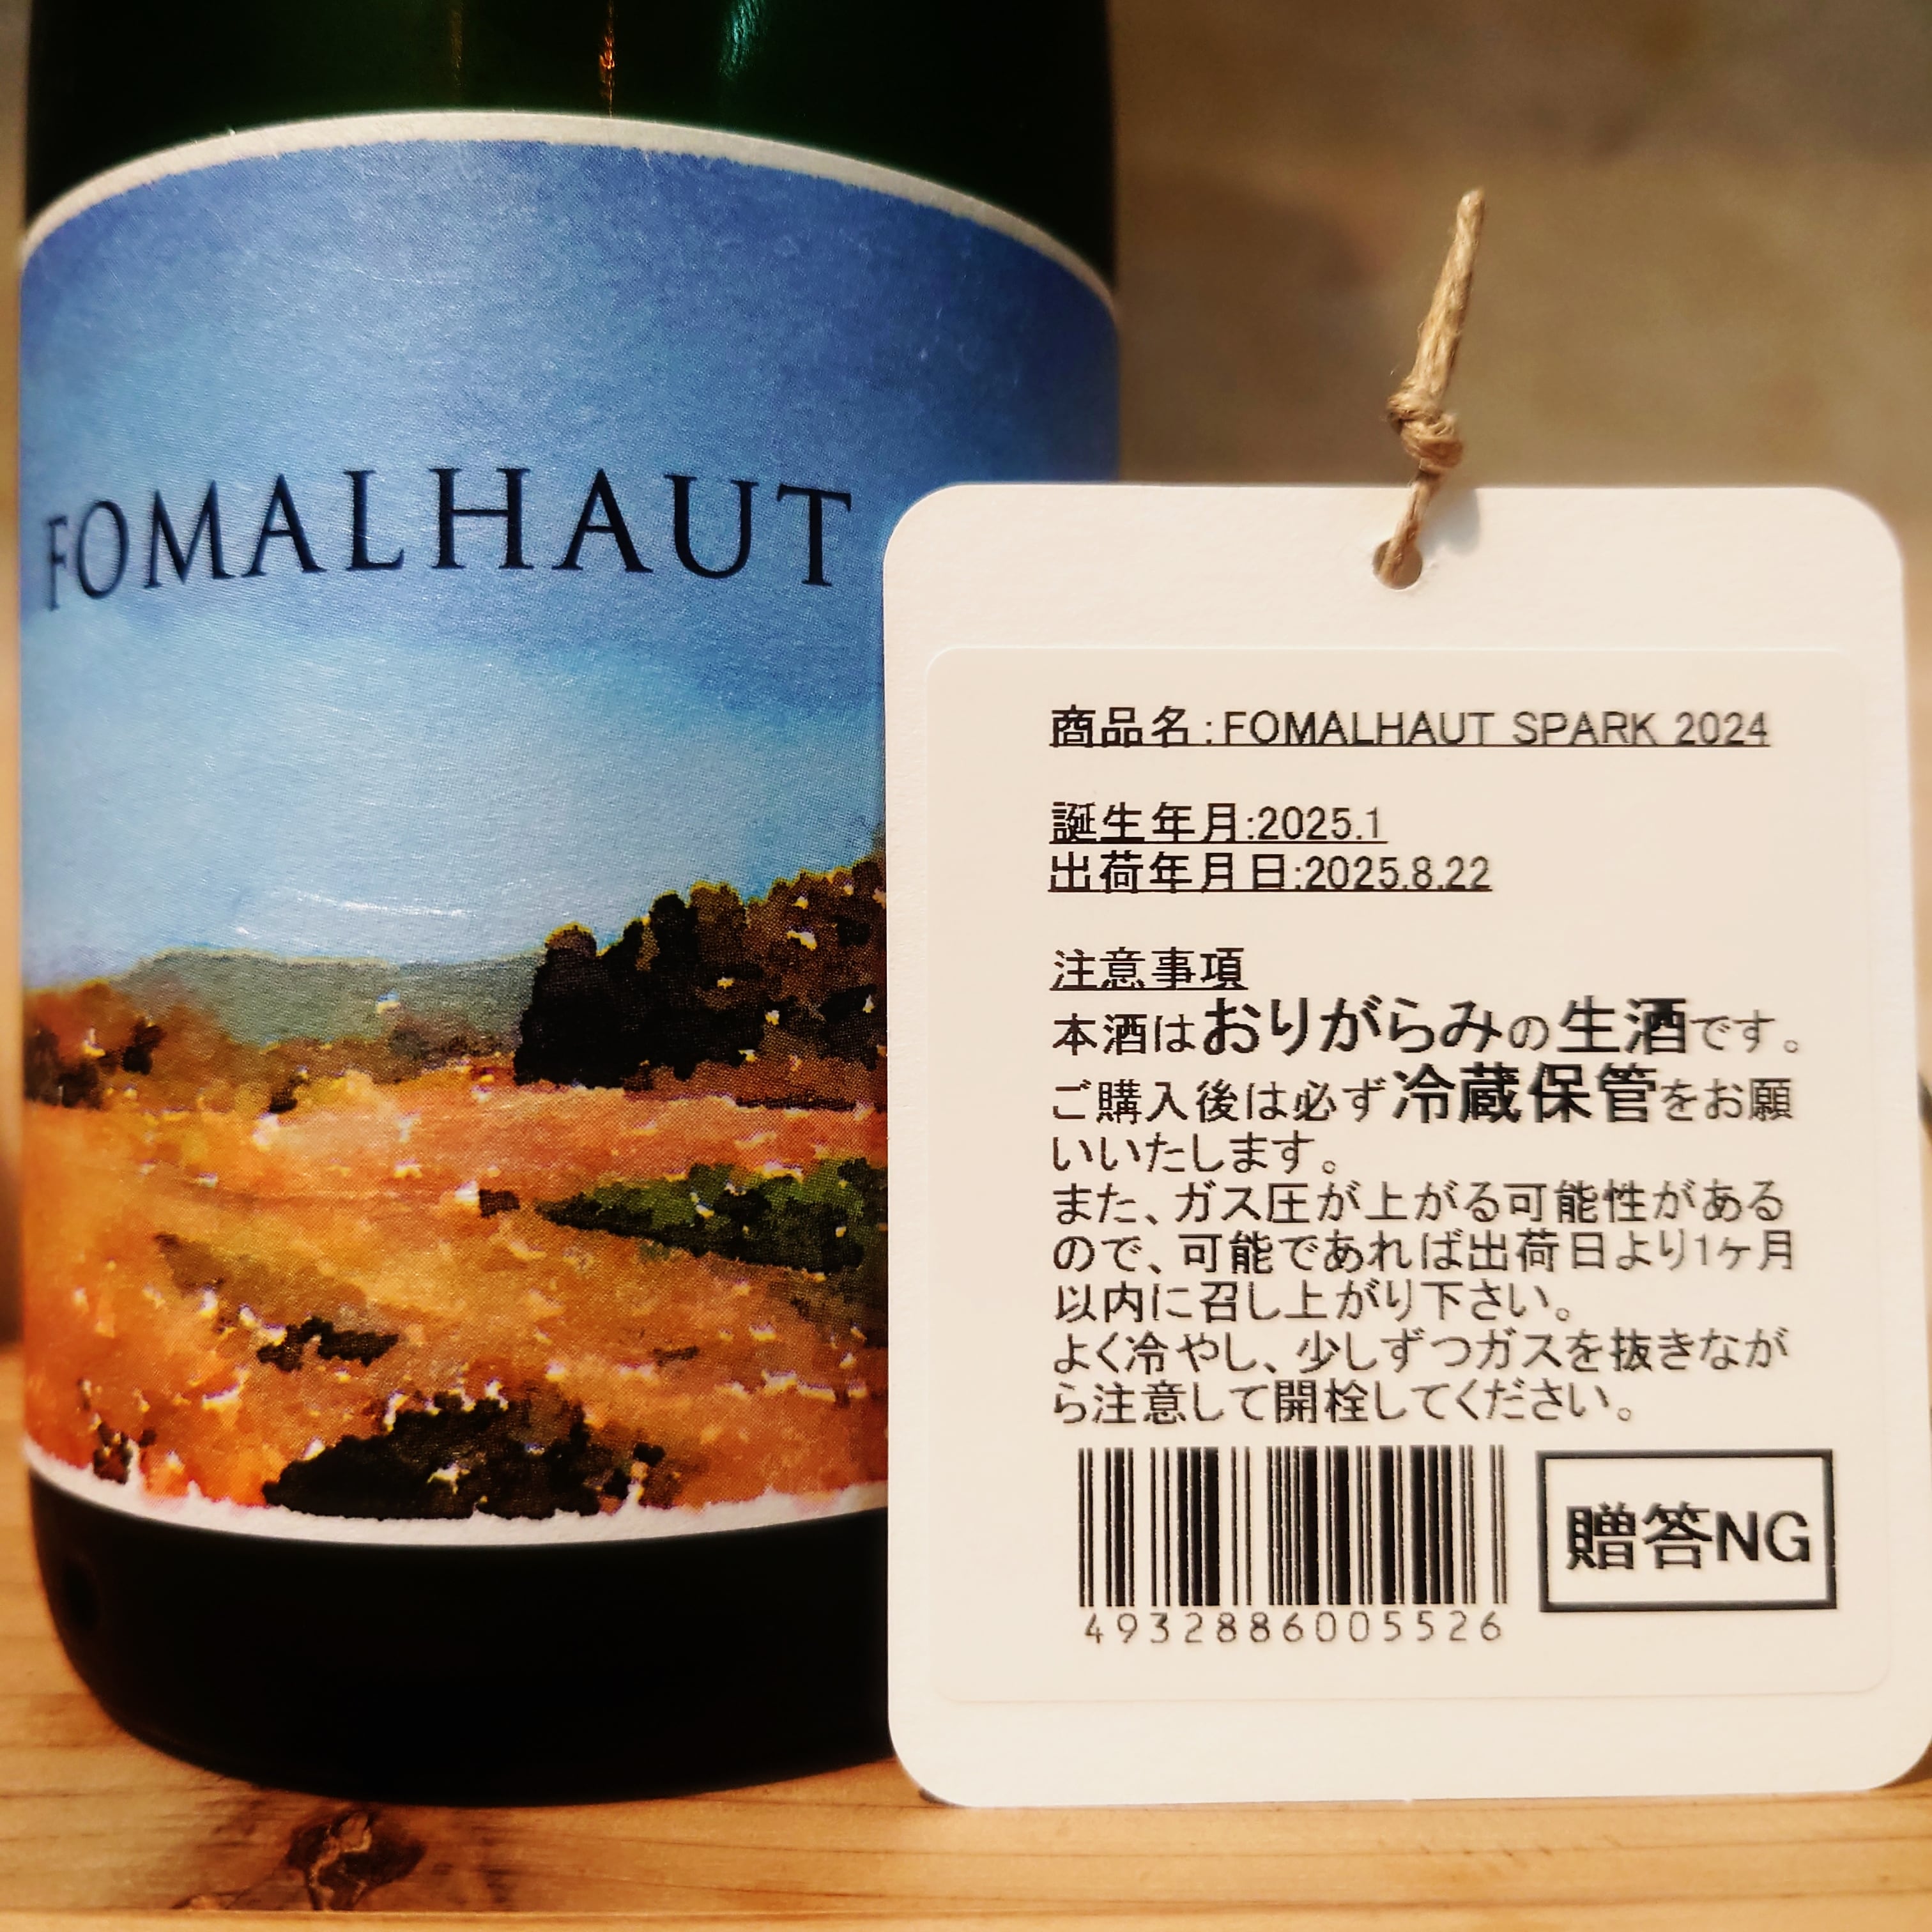 FOMALHAUT
商品名:FOMALHAUT SPARK 2024
誕生年月:2025.1
出荷年月日:2025.8.22
注意事項
本酒はおりがらみの生酒です。
ご購入後は必ず冷蔵保管をお願
いいたします。
また、ガス圧が上がる可能性がある
ので、可能であれば出荷日より1ヶ月
以内に召し上がり下さい。
よく冷やし、少しずつガスを抜きなが
ら注意して開栓してください。
4932886005526
贈答NG